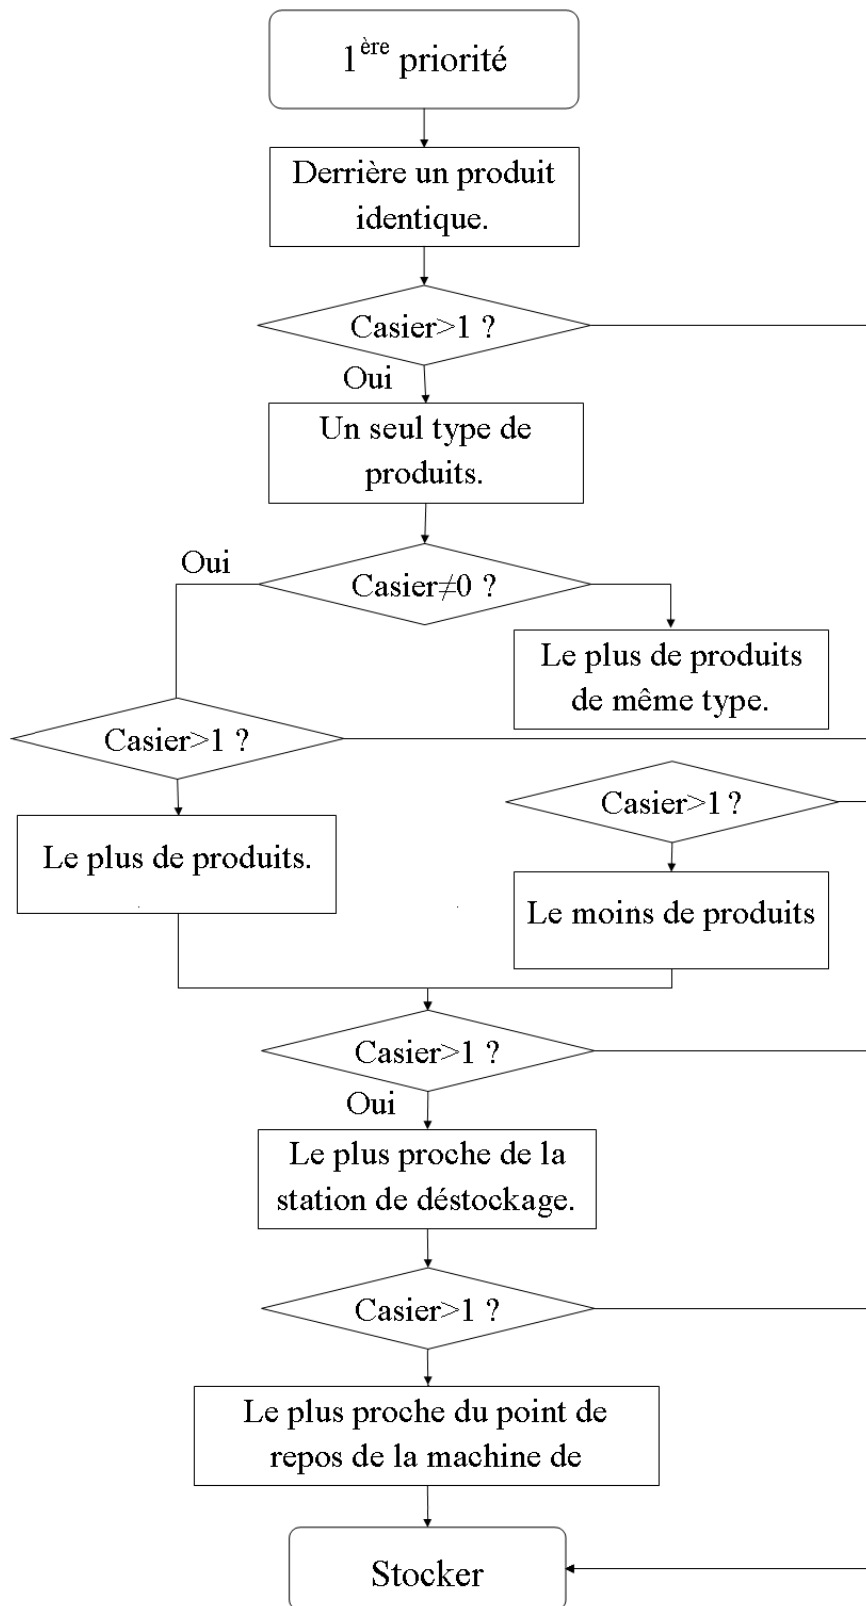 1ère priorité
Derrière un produit
identique.
Casier>1 ?
Oui
Un seul type de
produits.
Oui
Casier≠0 ?
Le plus de produits
de même type.
Casier>1 ?
Casier>1 ?
Le plus de produits.
Le moins de produits
Casier>1 ?
Oui
Le plus proche de la
station de déstockage.
Casier>1 ?
Le plus proche du point de
repos de la machine de
Stocker